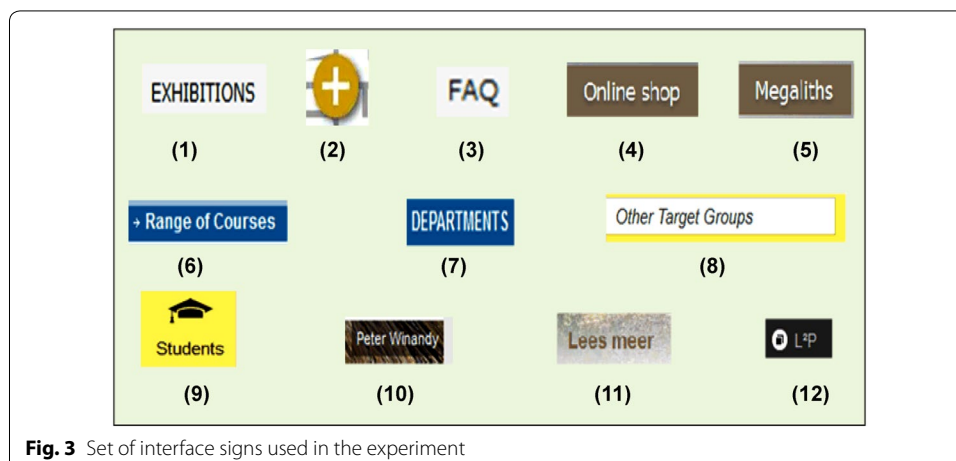 EXHIBITIONS
FAQ
Online shop
Megaliths
(1)
(2)
(3)
(4)
(5)
→ Range of Courses
DEPARTMENTS
Other Target Groups
(6)
(7)
(8)
Students
Peter Winandy
Lees meer
L²P
(9)
(10)
(11)
(12)
Fig. 3 Set of interface signs used in the experiment